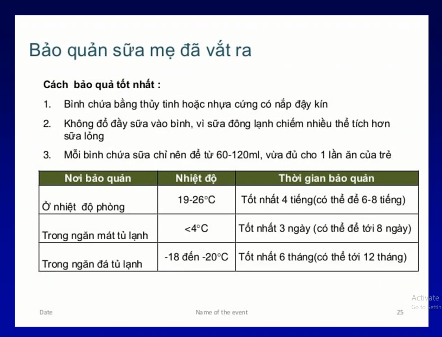 Bảo quản sữa mẹ đã vắt ra
Cách bảo quả tốt nhất :
1. Bình chứa bằng thủy tinh hoặc nhựa cứng có nắp đậy kín
2. Không đổ đầy sữa vào bình, vì sữa đông lạnh chiếm nhiều thể tích hơn
sữa lỏng
3. Mỗi bình chứa sữa chỉ nên để từ 60-120ml, vừa đủ cho 1 lần ăn của trẻ
Nơi bảo quản Nhiệt độ Thời gian bảo quản
Ở nhiệt độ phòng 19-26°C Tốt nhất 4 tiếng(có thể để 6-8 tiếng)
Trong ngăn mát tủ lạnh <4°C Tốt nhất 3 ngày (có thể để tới 8 ngày)
Trong ngăn đá tủ lạnh -18 đến -20°C Tốt nhất 6 tháng(có thể tới 12 tháng)
Activate
Date Name of the event 25